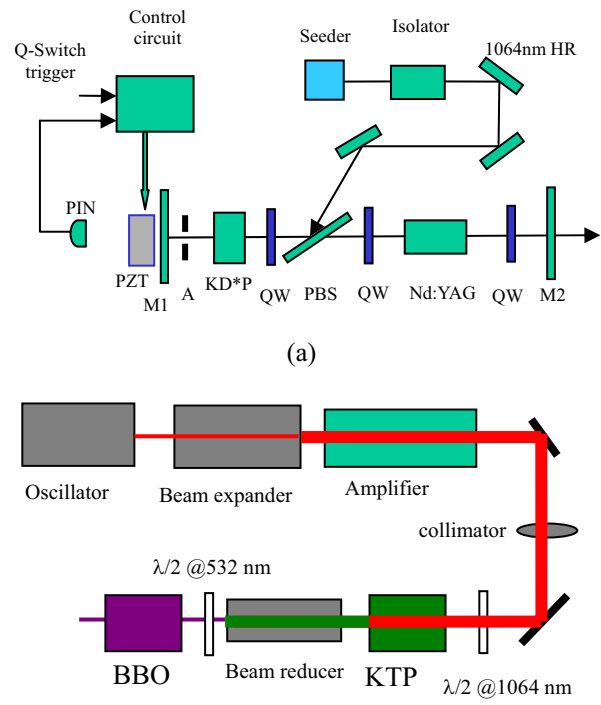 Control
circuit
Q-Switch
trigger
Seeder
Isolator
1064nm HR
PIN
PZT
M1
A
KD*P
QW
PBS
QW
Nd:YAG
QW
M2
(a)
Oscillator
Beam expander
Amplifier
collimator
λ/2 @532 nm
BBO
Beam reducer
KTP
λ/2 @1064 nm